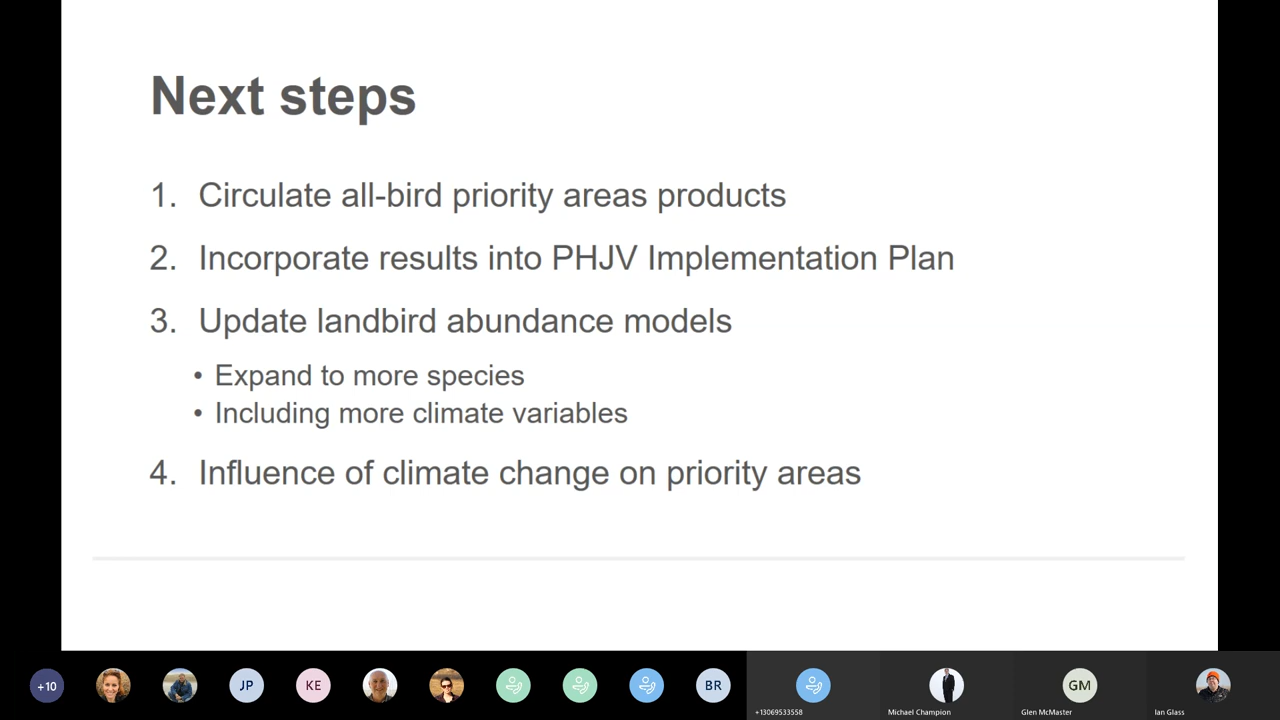 Next steps
1. Circulate all-bird priority areas products
2. Incorporate results into PHJV Implementation Plan
3. Update landbird abundance models
• Expand to more species
• Including more climate variables
4. Influence of climate change on priority areas
+10
JP
KE
BR
GM
+13069533558
Michael Champion
Glen McMaster
Ian Glass